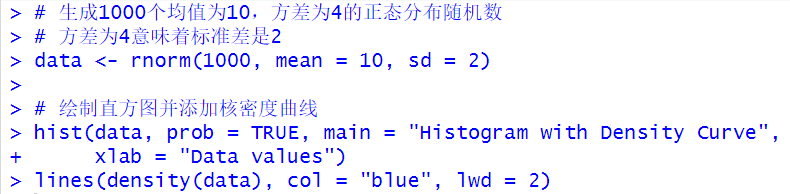 > # 生成1000个均值为10，方差为4的正态分布随机数
> # 方差为4意味着标准差是2
> data <- rnorm(1000, mean = 10, sd = 2)
>
> # 绘制直方图并添加核密度曲线
> hist(data, prob = TRUE, main = "Histogram with Density Curve",
+      xlab = "Data values")
> lines(density(data), col = "blue", lwd = 2)